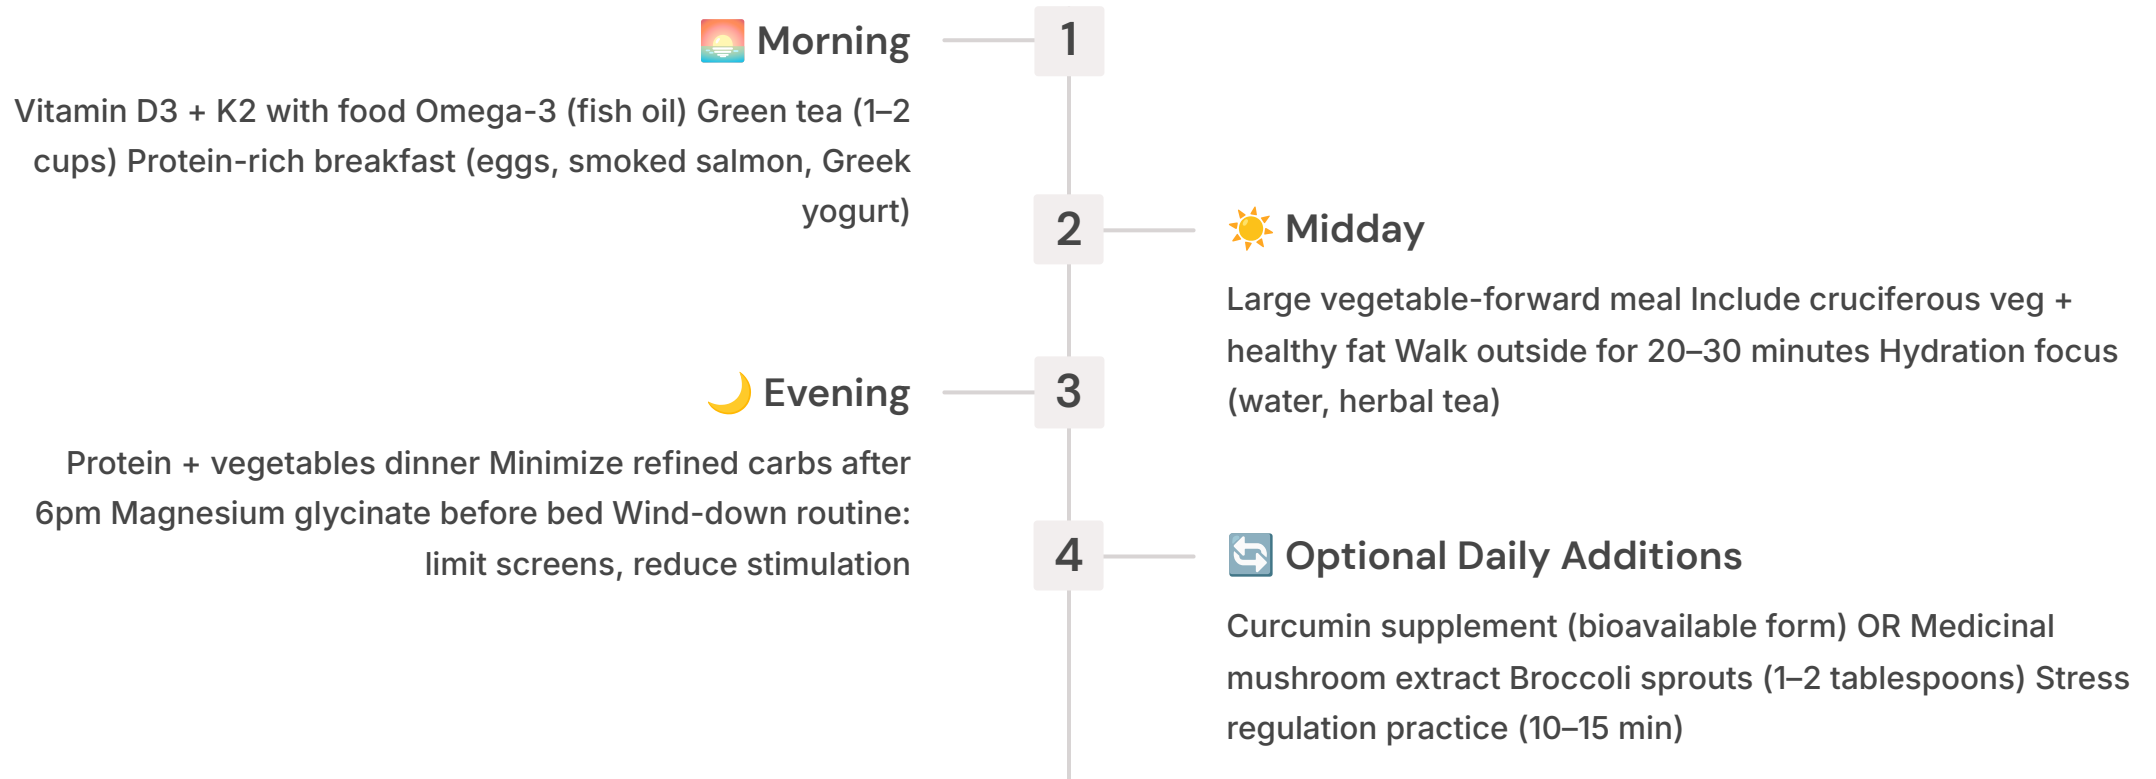 🌅 Morning
1
Vitamin D3 + K2 with food Omega-3 (fish oil) Green tea (1–2
cups) Protein-rich breakfast (eggs, smoked salmon, Greek
yogurt)
2
☀️ Midday
Large vegetable-forward meal Include cruciferous veg +
healthy fat Walk outside for 20–30 minutes Hydration focus
(water, herbal tea)
🌙 Evening
3
Protein + vegetables dinner Minimize refined carbs after
6pm Magnesium glycinate before bed Wind-down routine:
limit screens, reduce stimulation
4
🔄 Optional Daily Additions
Curcumin supplement (bioavailable form) OR Medicinal
mushroom extract Broccoli sprouts (1–2 tablespoons) Stress
regulation practice (10–15 min)